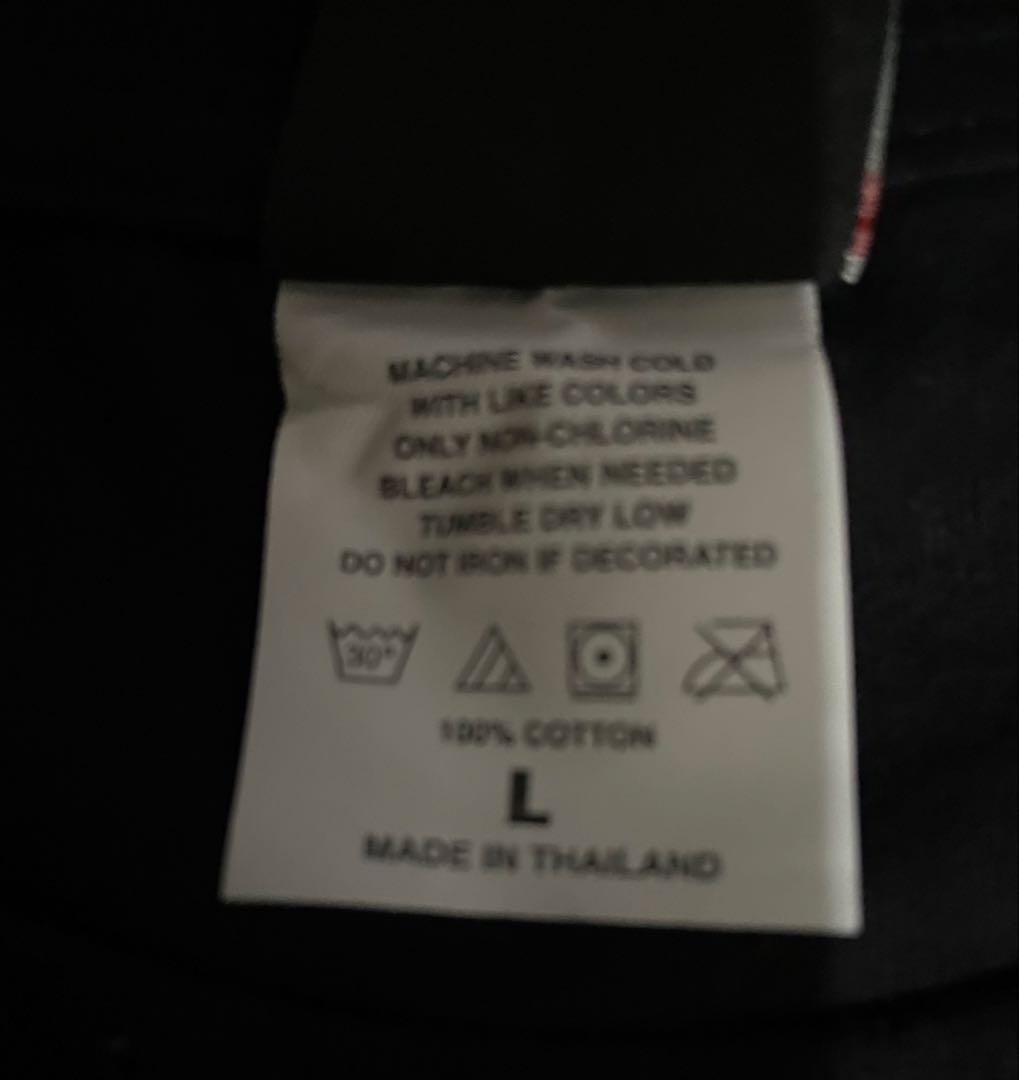 MACHINE WASH COLD
WITH LIKE COLORS
ONLY NON-CHLORINE
BLEACH WHEN NEEDED
TUMBLE DRY LOW
DO NOT IRON IF DECORATED
30°
100% COTTON
L
MADE IN THAILAND